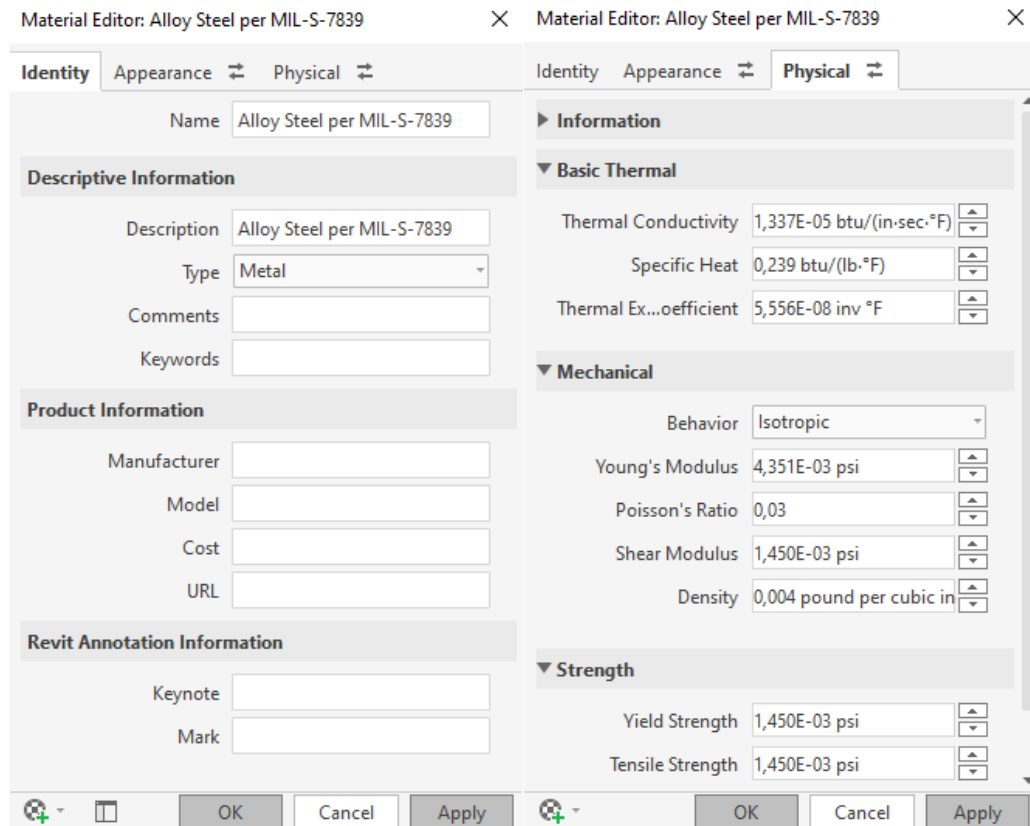 Material Editor: Alloy Steel per MIL-S-7839
Identity Appearance Physical
Name Alloy Steel per MIL-S-7839
Descriptive Information
Description Alloy Steel per MIL-S-7839
Type Metal
Comments
Keywords
Product Information
Manufacturer
Model
Cost
URL
Revit Annotation Information
Keynote
Mark
OK Cancel Apply
Material Editor: Alloy Steel per MIL-S-7839
Identity Appearance Physical
Information
Basic Thermal
Thermal Conductivity 1,337E-05 btu/(in·sec·°F)
Specific Heat 0,239 btu/(lb·°F)
Thermal Ex...oefficient 5,556E-08 inv °F
Mechanical
Behavior Isotropic
Young's Modulus 4,351E-03 psi
Poisson's Ratio 0,03
Shear Modulus 1,450E-03 psi
Density 0,004 pound per cubic in
Strength
Yield Strength 1,450E-03 psi
Tensile Strength 1,450E-03 psi
OK Cancel Apply